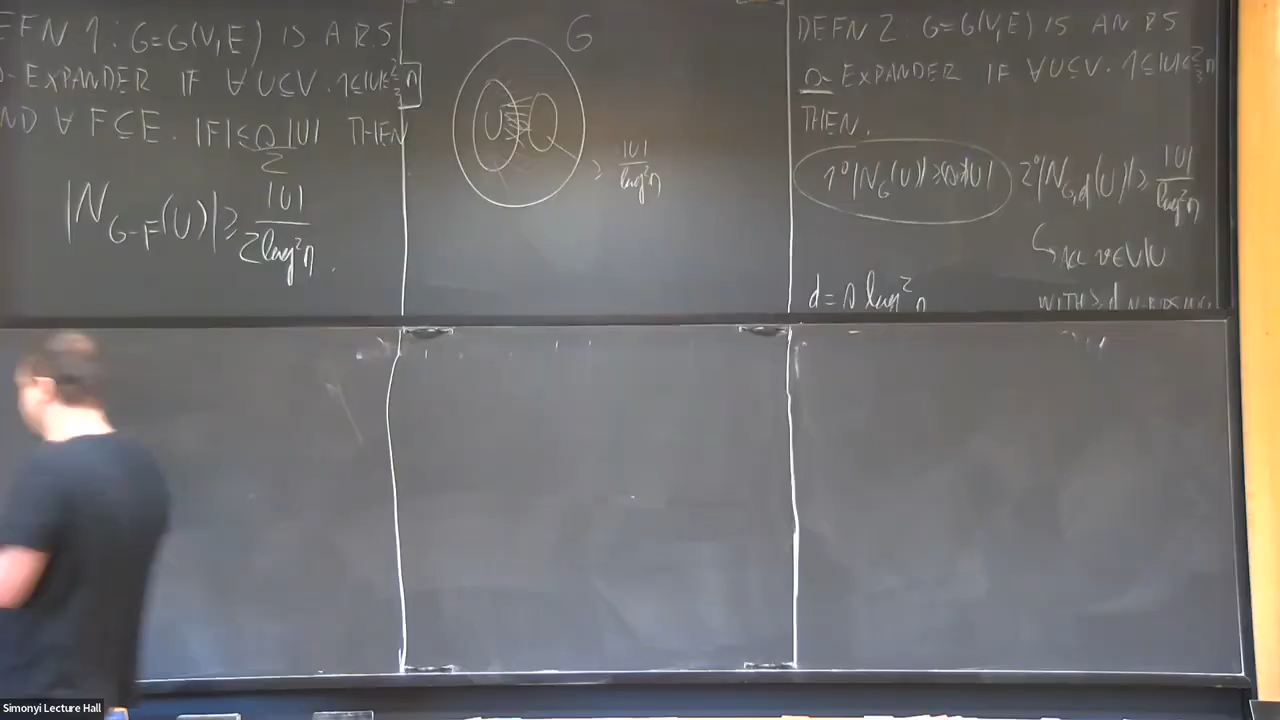 EFN 1: G=G(V,E) IS A R.S
EXPANDER IF ∀U⊆V. 1≤|U|≤2/3 n
ND ∀ F⊆E. |F|≤ |U| THEN
2
|N_{G-F}(U)| ≥ |U| / 2log²n .
G
U
≥ |U| / log²n
DEFN 2: G=G(V,E) IS AN RS
EXPANDER IF ∀U⊆V. 1≤|U|≤2/3 n
THEN.
1° |N_G(U)| ≥ |U|
2° |N_{G,d}(U)| ≥ |U| / log²n
v∈V\U
d = log² n
WITH ≥ d
Simonyi Lecture Hall